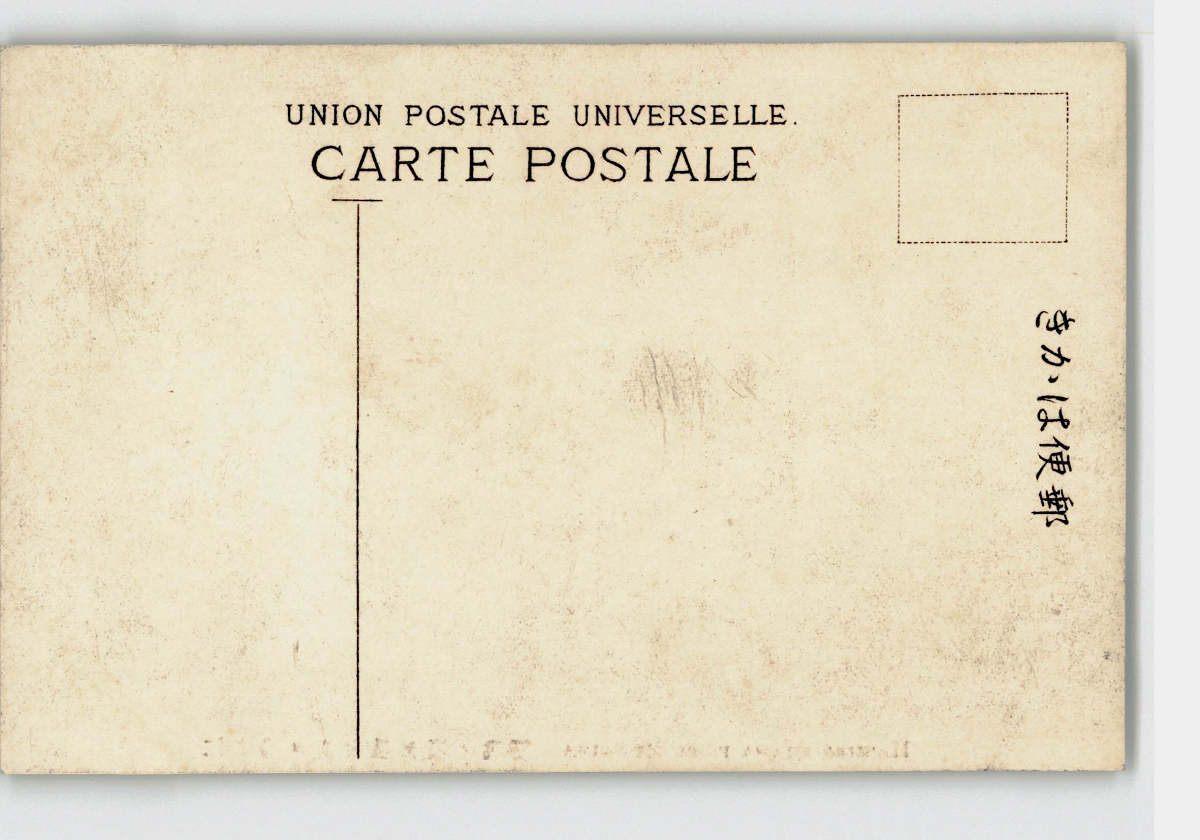 UNION POSTALE UNIVERSELLE.
CARTE POSTALE
きかは便郵